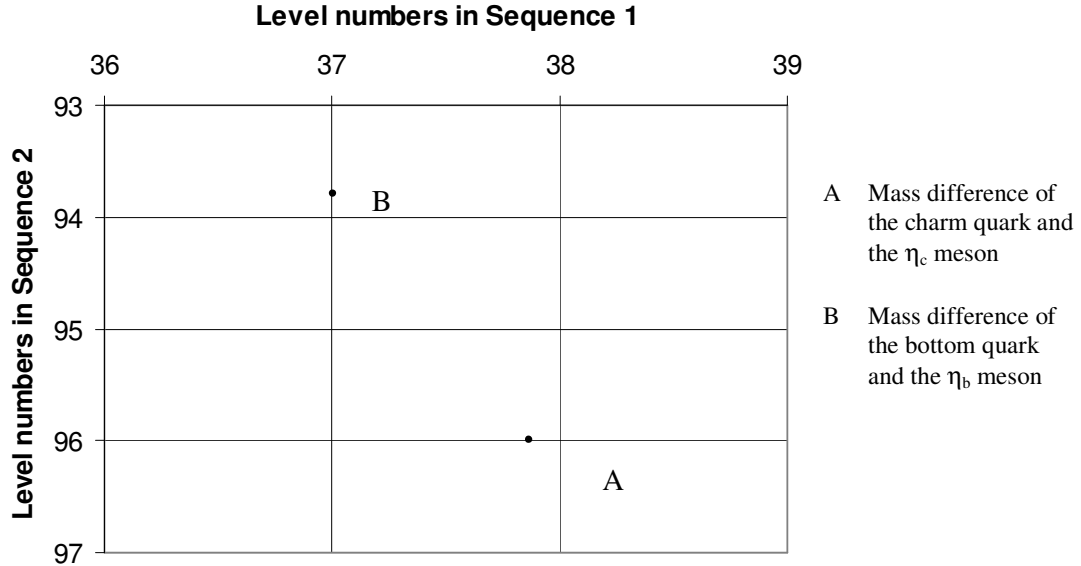 Level numbers in Sequence 1
36 37 38 39
Level numbers in Sequence 2
93
94
95
96
97
B
A
A Mass difference of
the charm quark and
the ηc meson
B Mass difference of
the bottom quark
and the ηb meson